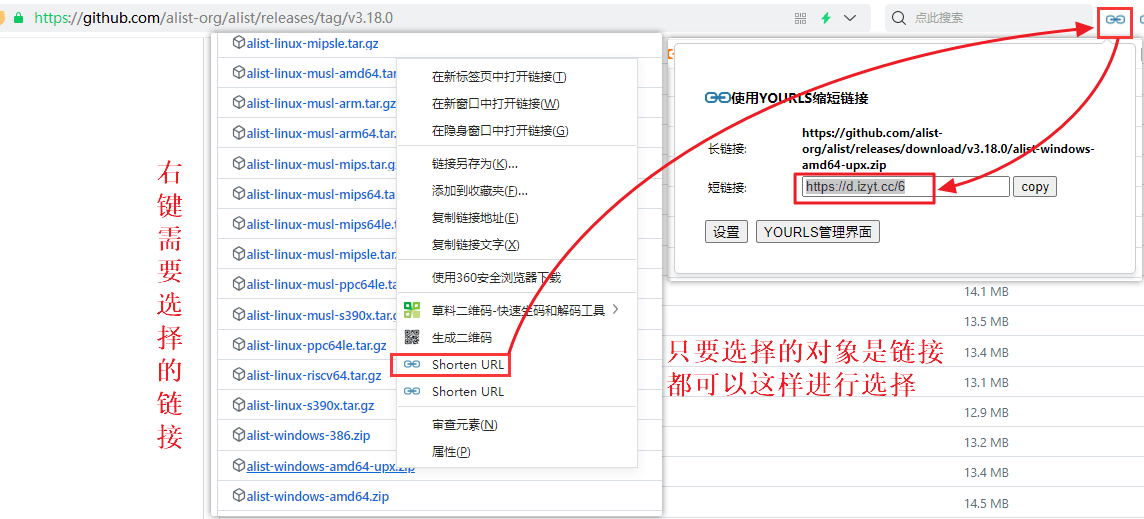 https://github.com/alist-org/alist/releases/tag/v3.18.0
点此搜索
右键需要选择的链接
alist-linux-mipsle.tar.gz
alist-linux-musl-amd64.tar
alist-linux-musl-arm.tar.gz
alist-linux-musl-arm64.tar.
alist-linux-musl-mips.tar.g
alist-linux-musl-mips64.tar
alist-linux-musl-mips64le.t
alist-linux-musl-mipsle.tar.
alist-linux-musl-ppc64le.ta
alist-linux-musl-s390x.tar.g
alist-linux-ppc64le.tar.gz
alist-linux-riscv64.tar.gz
alist-linux-s390x.tar.gz
alist-windows-386.zip
alist-windows-amd64-upx.zip
alist-windows-amd64.zip
在新标签页中打开链接(T)
在新窗口中打开链接(W)
在隐身窗口中打开链接(G)
链接另存为(K)...
添加到收藏夹(F)...
复制链接地址(E)
复制链接文字(X)
使用360安全浏览器下载
草料二维码-快速生码和解码工具
生成二维码
Shorten URL
Shorten URL
审查元素(N)
属性(P)
使用YOURLS缩短链接
长链接:
https://github.com/alist-
org/alist/releases/download/v3.18.0/alist-windows-
amd64-upx.zip
短链接:
https://d.izyt.cc/6
copy
设置
YOURLS管理界面
只要选择的对象是链接
都可以这样进行选择
14.1 MB
13.5 MB
13.4 MB
13.1 MB
12.9 MB
13.2 MB
13.4 MB
14.5 MB